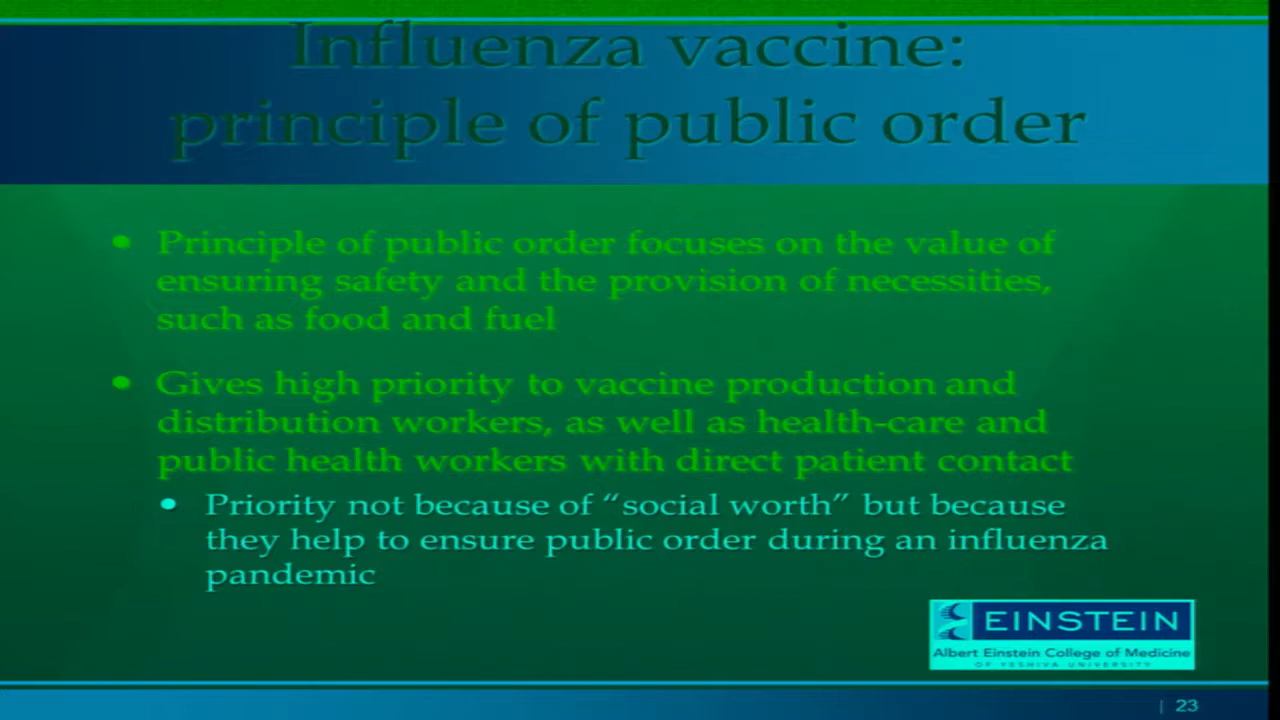 Influenza vaccine:
principle of public order
• Principle of public order focuses on the value of
ensuring safety and the provision of necessities,
such as food and fuel
• Gives high priority to vaccine production and
distribution workers, as well as health-care and
public health workers with direct patient contact
• Priority not because of “social worth” but because
they help to ensure public order during an influenza
pandemic
EINSTEIN
Albert Einstein College of Medicine
OF YESHIVA UNIVERSITY
| 23